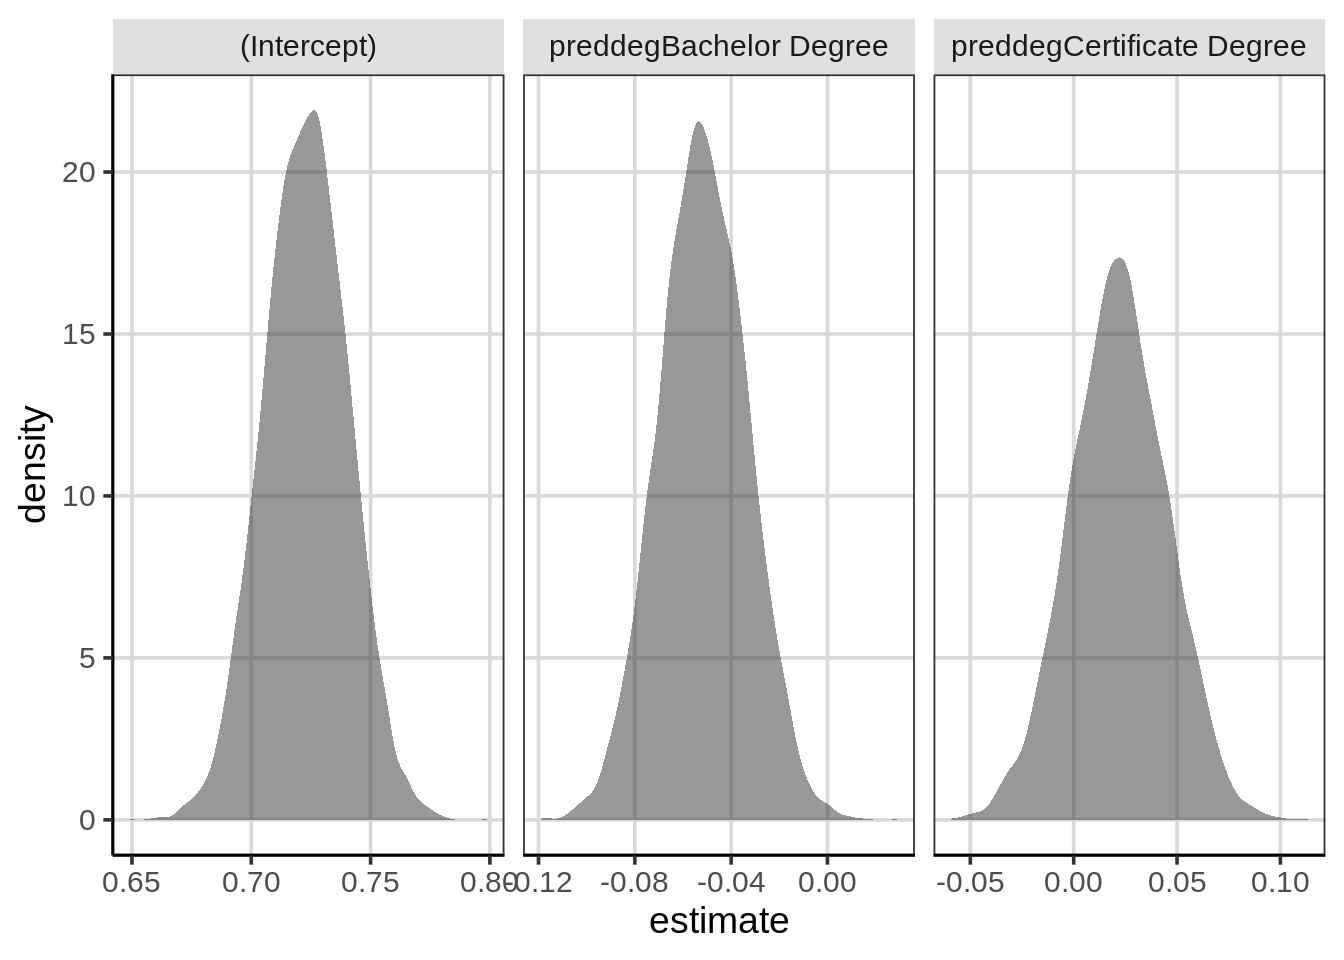 (Intercept)
preddegBachelor Degree
preddegCertificate Degree
density
20
15
10
5
0
0.65 0.70 0.75 0.80
-0.12 -0.08 -0.04 0.00
-0.05 0.00 0.05 0.10
estimate